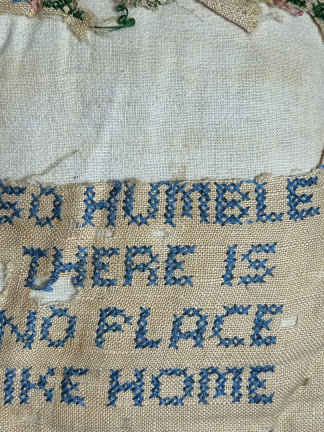 SO HUMBLE
THERE IS
NO PLACE
IKE HOME